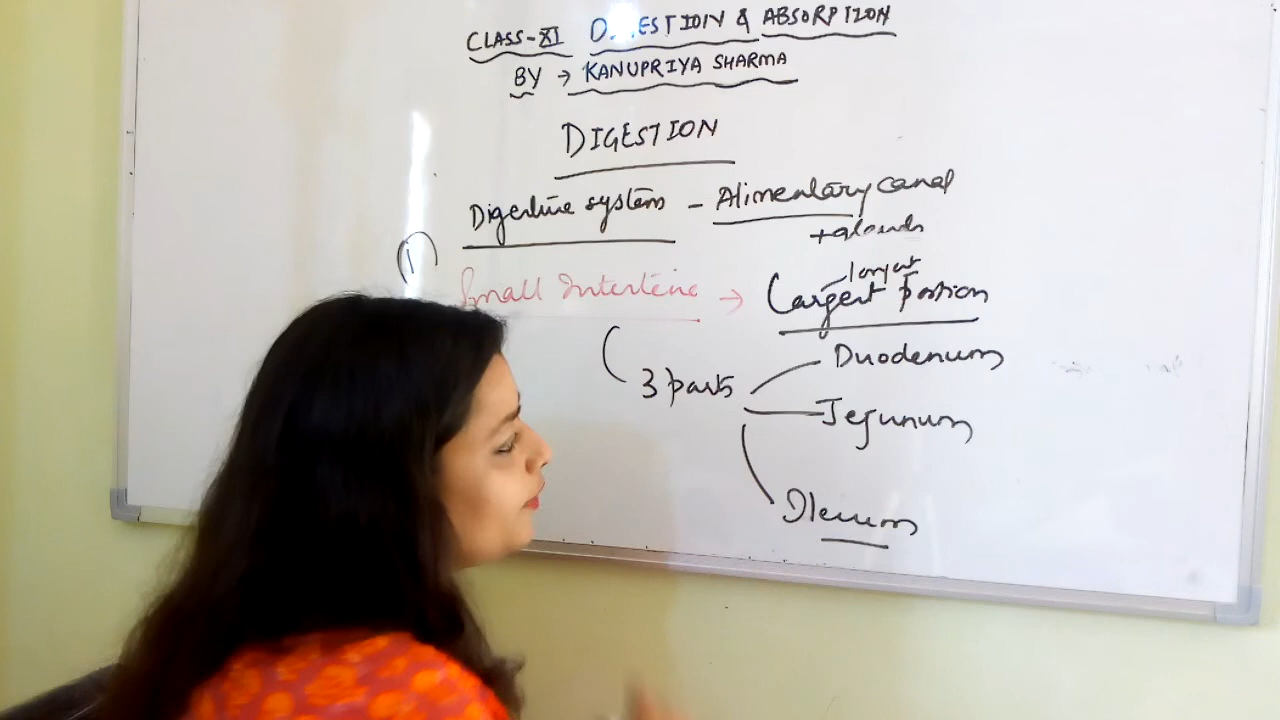 CLASS-XI DIGESTION & ABSORPTION
BY → KANUPRIYA SHARMA
DIGESTION
Digestive system - Alimentary canal
+ glands
1
longest
Small Intestine → Largest Portion
3 parts
Duodenum
Jejunum
Ileum